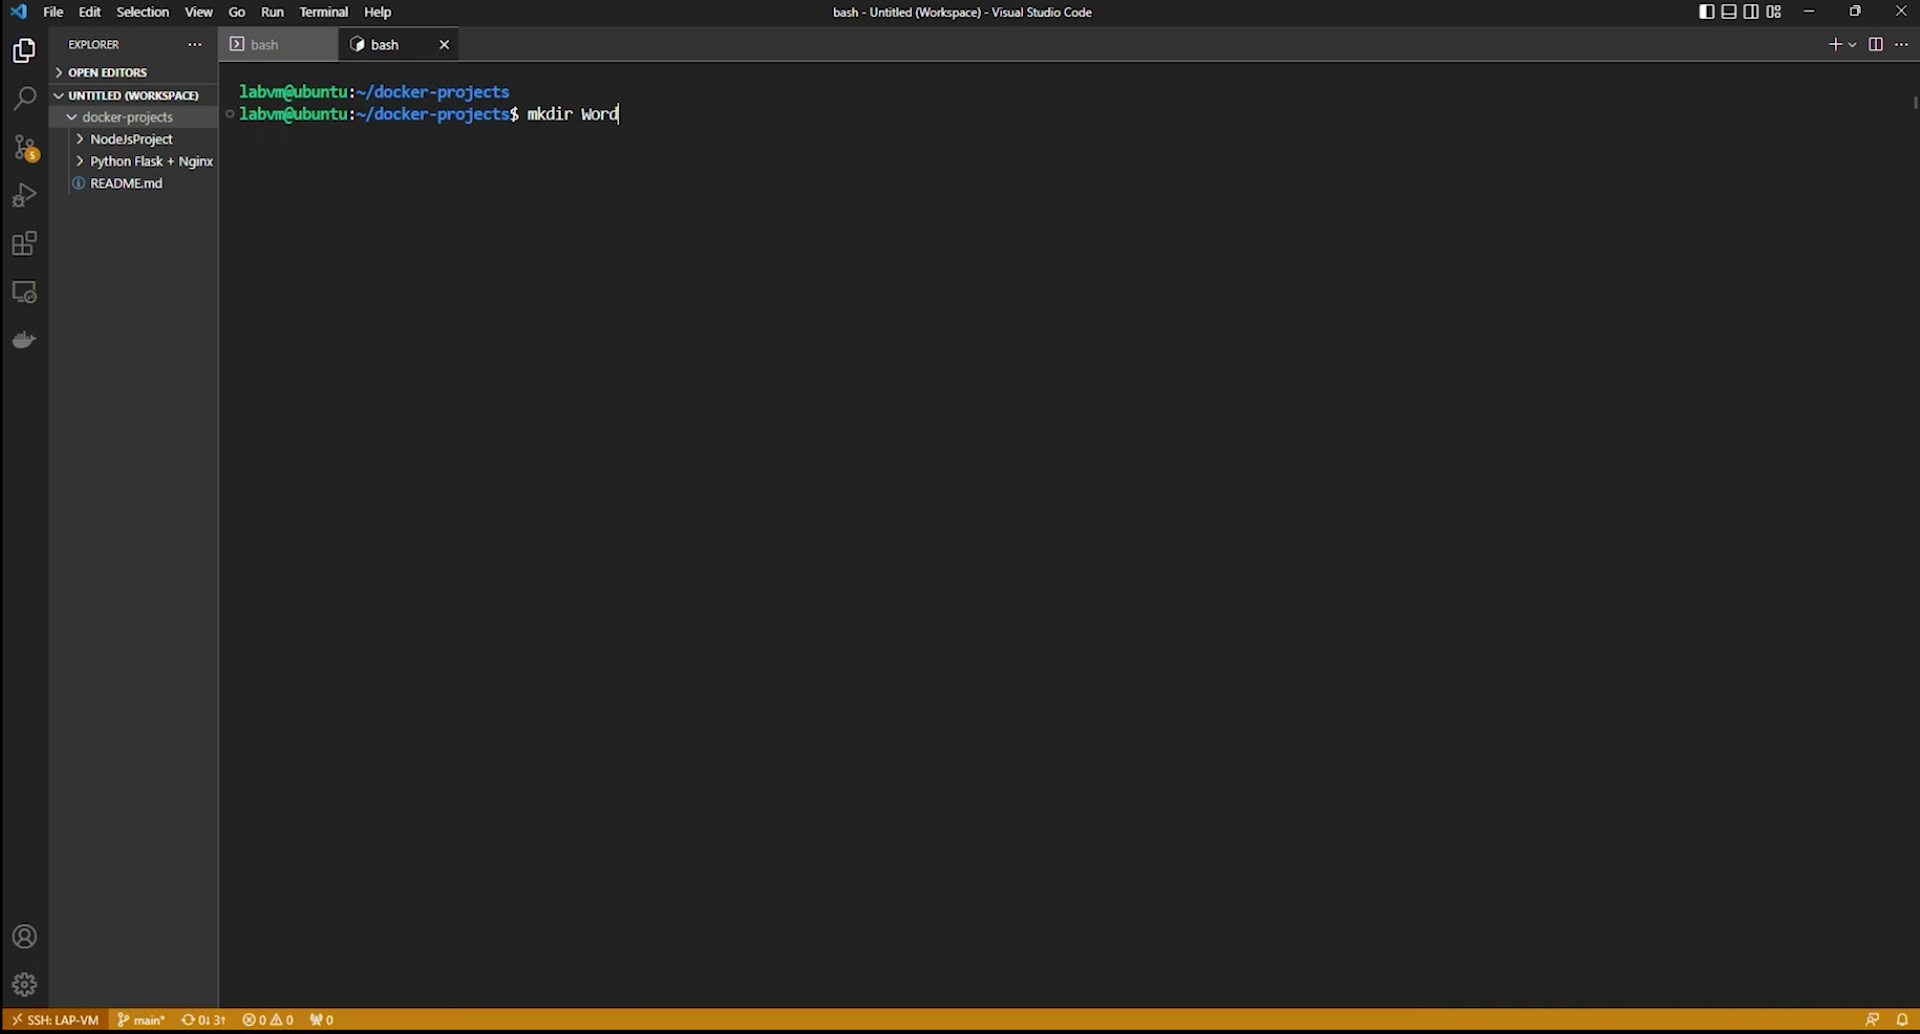 File Edit Selection View Go Run Terminal Help
bash - Untitled (Workspace) - Visual Studio Code
EXPLORER
bash
bash
OPEN EDITORS
UNTITLED (WORKSPACE)
docker-projects
NodeJsProject
Python Flask + Nginx
README.md
labvm@ubuntu:~/docker-projects
labvm@ubuntu:~/docker-projects$ mkdir Word
5
SSH: LAP-VM main* 0↓ 3↑ 0 0 0